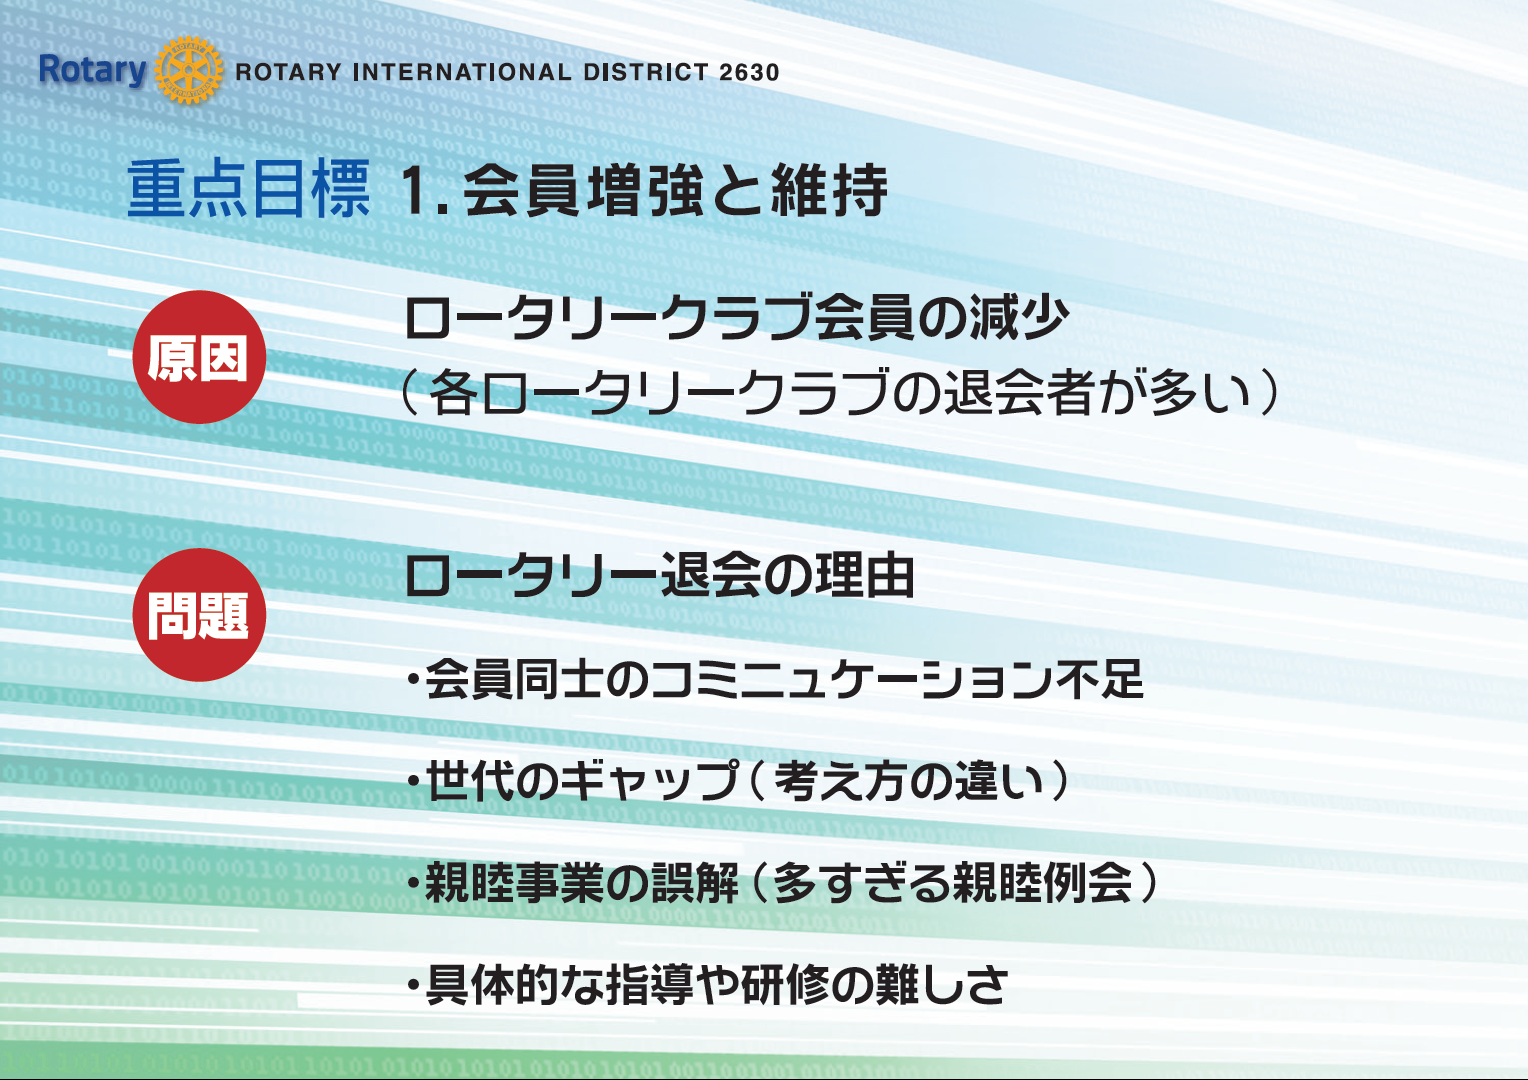 Rotary ROTARY INTERNATIONAL DISTRICT 2630
重点目標 1. 会員増強と維持
原因
ロータリークラブ会員の減少
（各ロータリークラブの退会者が多い）
問題
ロータリー退会の理由
・会員同士のコミニュケーション不足
・世代のギャップ（考え方の違い）
・親睦事業の誤解（多すぎる親睦例会）
・具体的な指導や研修の難しさ